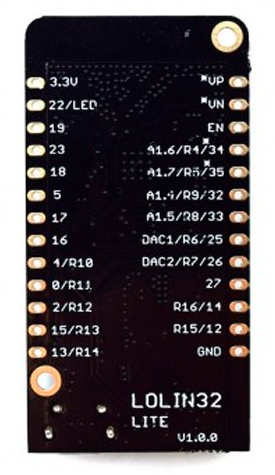 3.3V *VP
22/LED *VN
19 EN
23 A1.6/R4/34
18 A1.7/R5/35
5 A1.4/R9/32
17 A1.5/R8/33
16 DAC1/R6/25
4/R10 DAC2/R7/26
0/R11 27
2/R12 R16/14
15/R13 R15/12
13/R14 GND
LOLIN32
LITE
V1.0.0